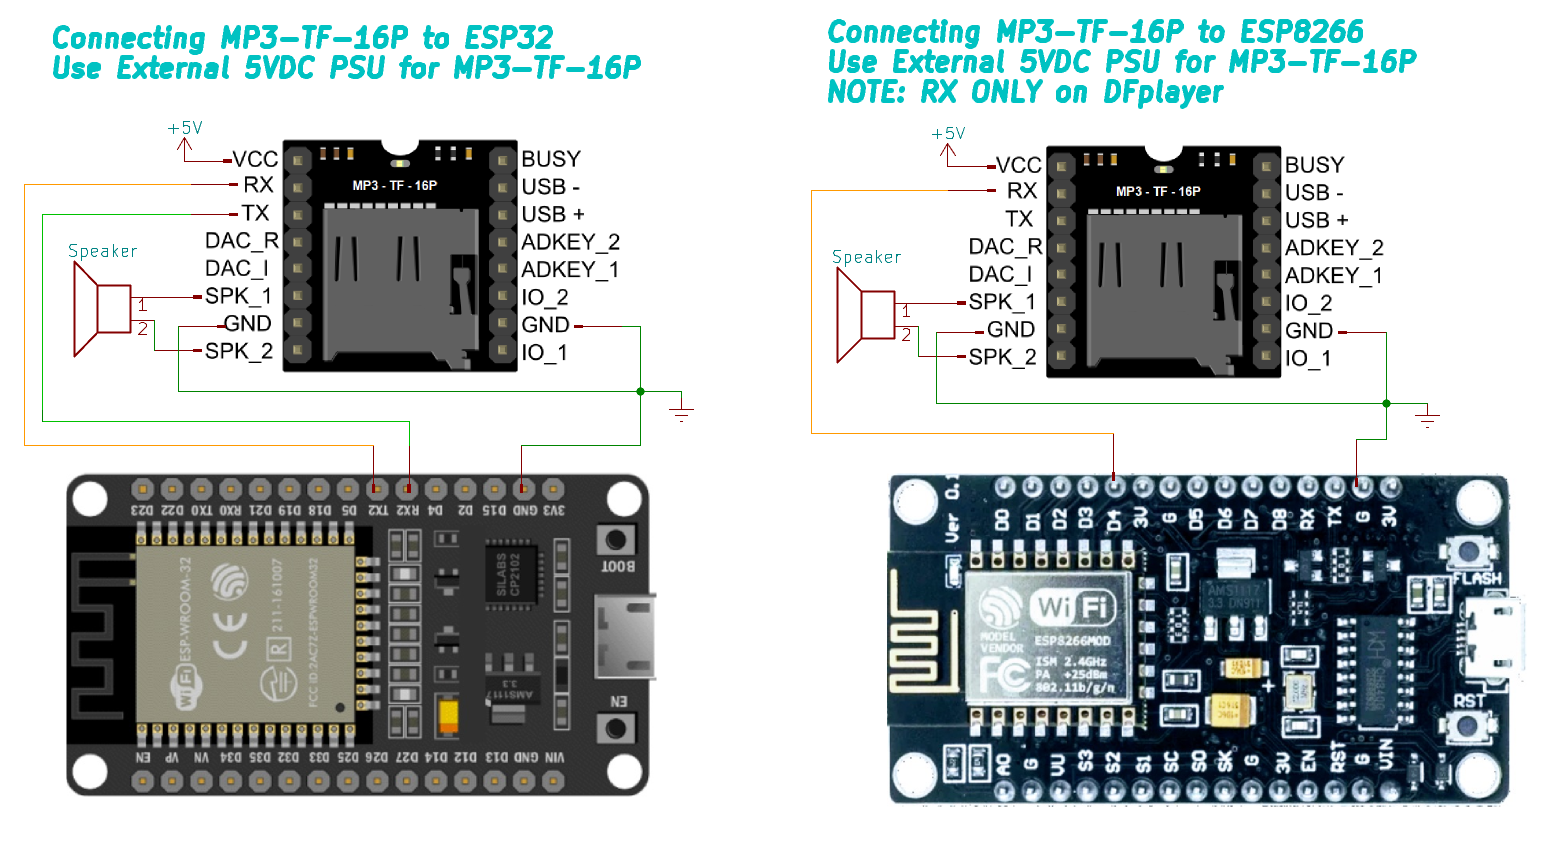 Connecting MP3-TF-16P to ESP32
Use External 5VDC PSU for MP3-TF-16P
+5V
VCC
RX
TX
DAC_R
DAC_I
SPK_1
GND
SPK_2
Speaker
1
2
MP3 - TF - 16P
BUSY
USB -
USB +
ADKEY_2
ADKEY_1
IO_2
GND
IO_1
D23 D22 TX0 RX0 D21 D19 D18 D5 TX2 RX2 D4 D2 D15 GND 3V3
BOOT
SILABS
CP2102
WiFi ESP-WROOM-32
CE
R 211-161007
FCC ID:2AC7Z-ESPWROOM32
AMS1117
3.3
EN
EN VP VN D34 D35 D32 D33 D25 D26 D27 D14 D12 D13 GND VIN
Connecting MP3-TF-16P to ESP8266
Use External 5VDC PSU for MP3-TF-16P
NOTE: RX ONLY on DFplayer
+5V
VCC
RX
TX
DAC_R
DAC_I
SPK_1
GND
SPK_2
Speaker
1
2
MP3 - TF - 16P
BUSY
USB -
USB +
ADKEY_2
ADKEY_1
IO_2
GND
IO_1
Ver 0.1
D0 D1 D2 D3 D4 3V G D5 D6 D7 D8 RX TX G 3V
FLASH
AMS1117
3.3 DN911
WiFi
MODEL
VENDOR
ESP8266MOD
FC
ISM 2.4GHz
PA +25dBm
802.11b/g/n
+
RST
A0 G VU S3 S2 S1 SC SO SK G 3V EN RST G VIN